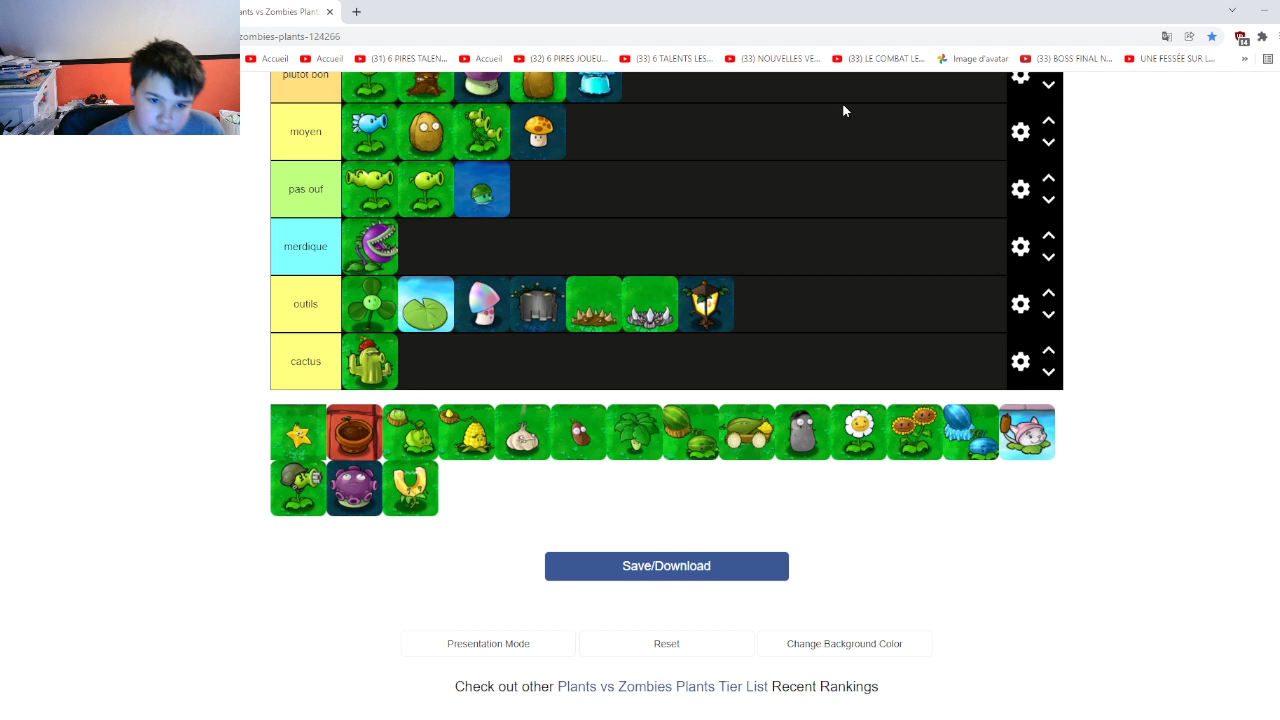 ants vs Zombies Plant
zombies-plants-124266
14
Accueil
Accueil
(31) 6 PIRES TALEN...
Accueil
(32) 6 PIRES JOUEU...
(33) 6 TALENTS LES...
(33) NOUVELLES VE...
(33) LE COMBAT LE...
Image d'avatar
(33) BOSS FINAL N...
UNE FESSÉE SUR L...
plutot bon
moyen
pas ouf
merdique
outils
cactus
Save/Download
Presentation Mode
Reset
Change Background Color
Check out other Plants vs Zombies Plants Tier List Recent Rankings